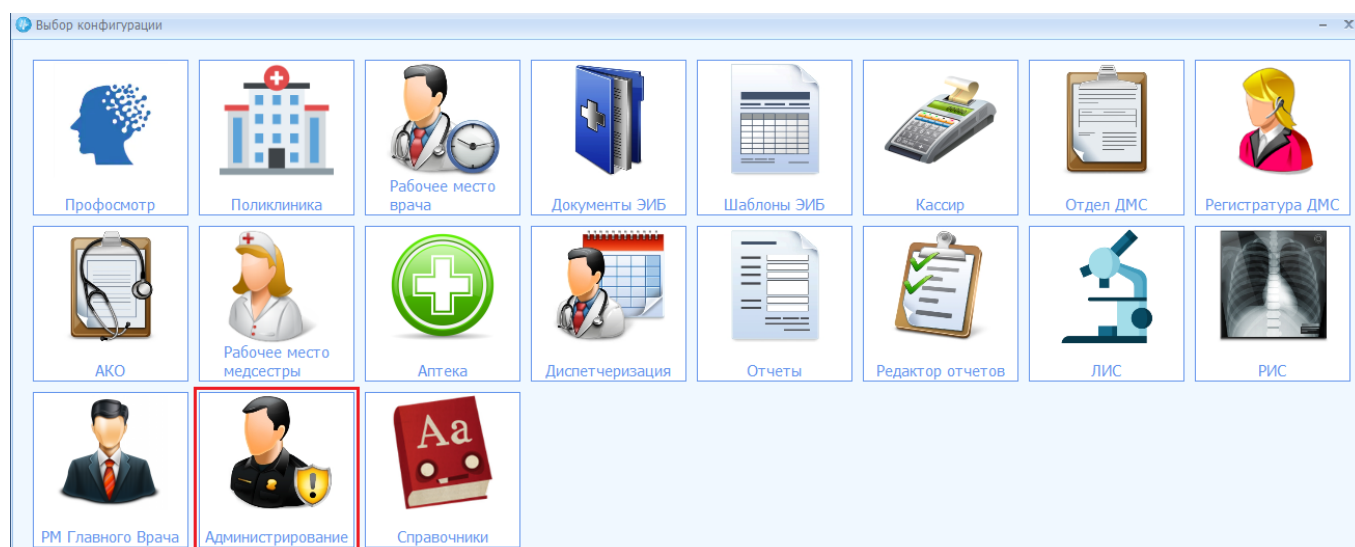 Выбор конфигурации
Профосмотр
Поликлиника
Рабочее место
врача
Документы ЭИБ
Шаблоны ЭИБ
Кассир
Отдел ДМС
Регистратура ДМС
АКО
Рабочее место
медсестры
Аптека
Диспетчеризация
Отчеты
Редактор отчетов
ЛИС
РИС
РМ Главного Врача
Администрирование
Aa
Справочники